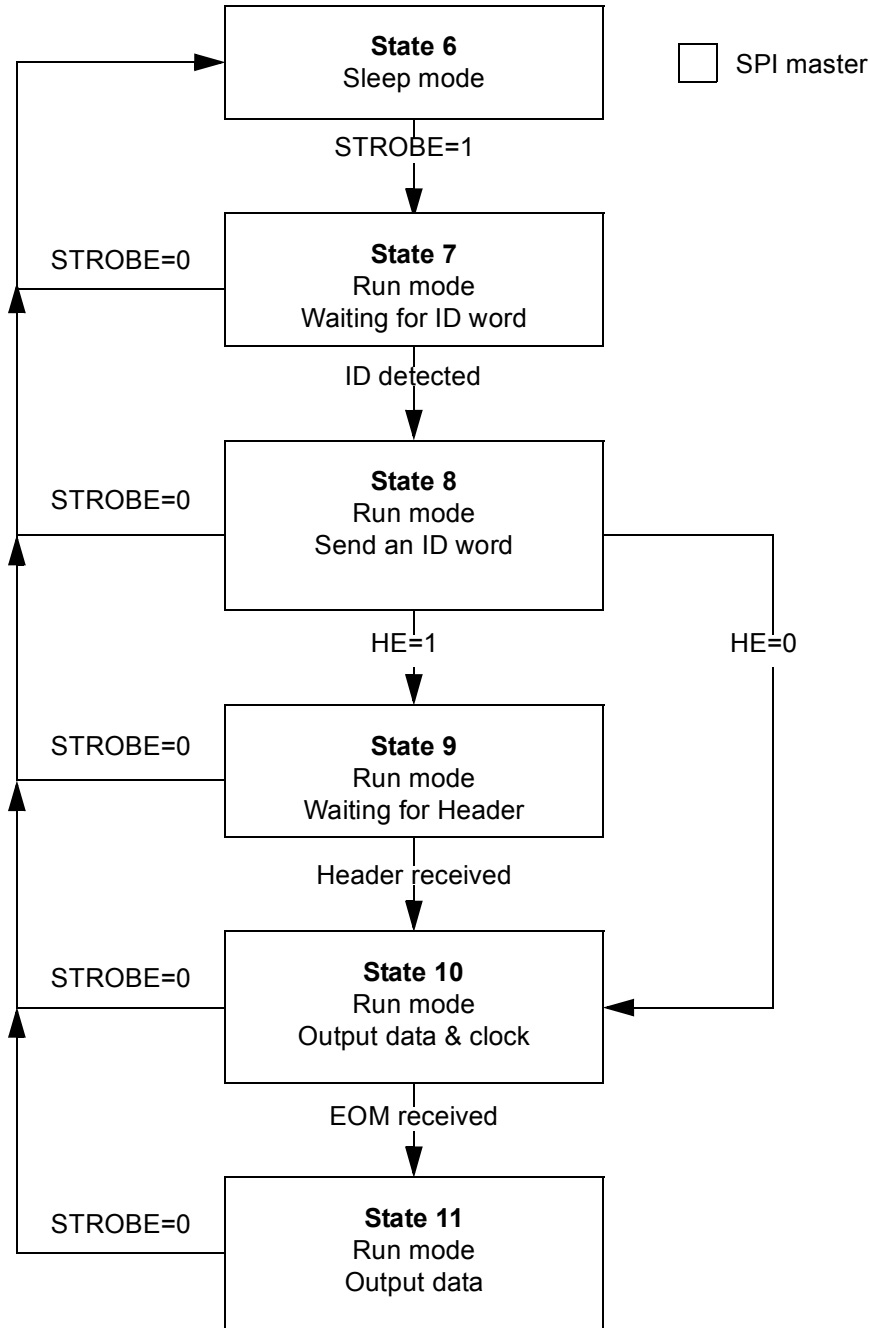 State 6
Sleep mode
SPI master
STROBE=1
State 7
Run mode
Waiting for ID word
STROBE=0
ID detected
State 8
Run mode
Send an ID word
STROBE=0
HE=1
HE=0
State 9
Run mode
Waiting for Header
STROBE=0
Header received
State 10
Run mode
Output data & clock
STROBE=0
EOM received
State 11
Run mode
Output data
STROBE=0